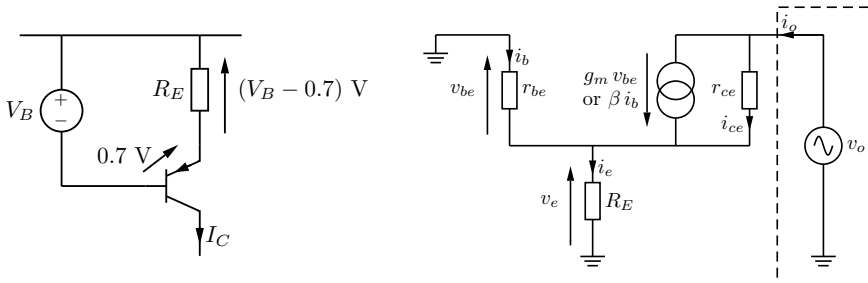 V_B
+
−
R_E
(V_B − 0.7) V
0.7 V
I_C
i_o
i_b
v_be
r_be
g_m v_be
or β i_b
r_ce
i_ce
v_o
i_e
v_e
R_E